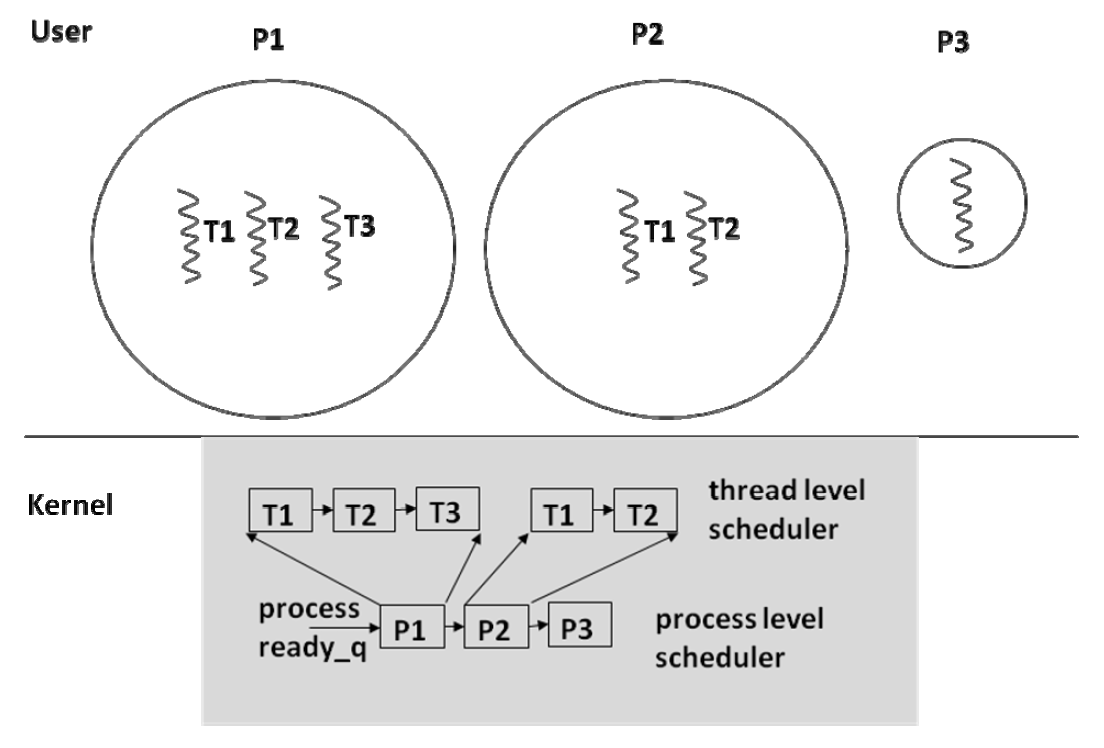 User
P1
P2
P3
T1
T2
T3
T1
T2
Kernel
T1
T2
T3
T1
T2
thread level
scheduler
process
ready_q
P1
P2
P3
process level
scheduler